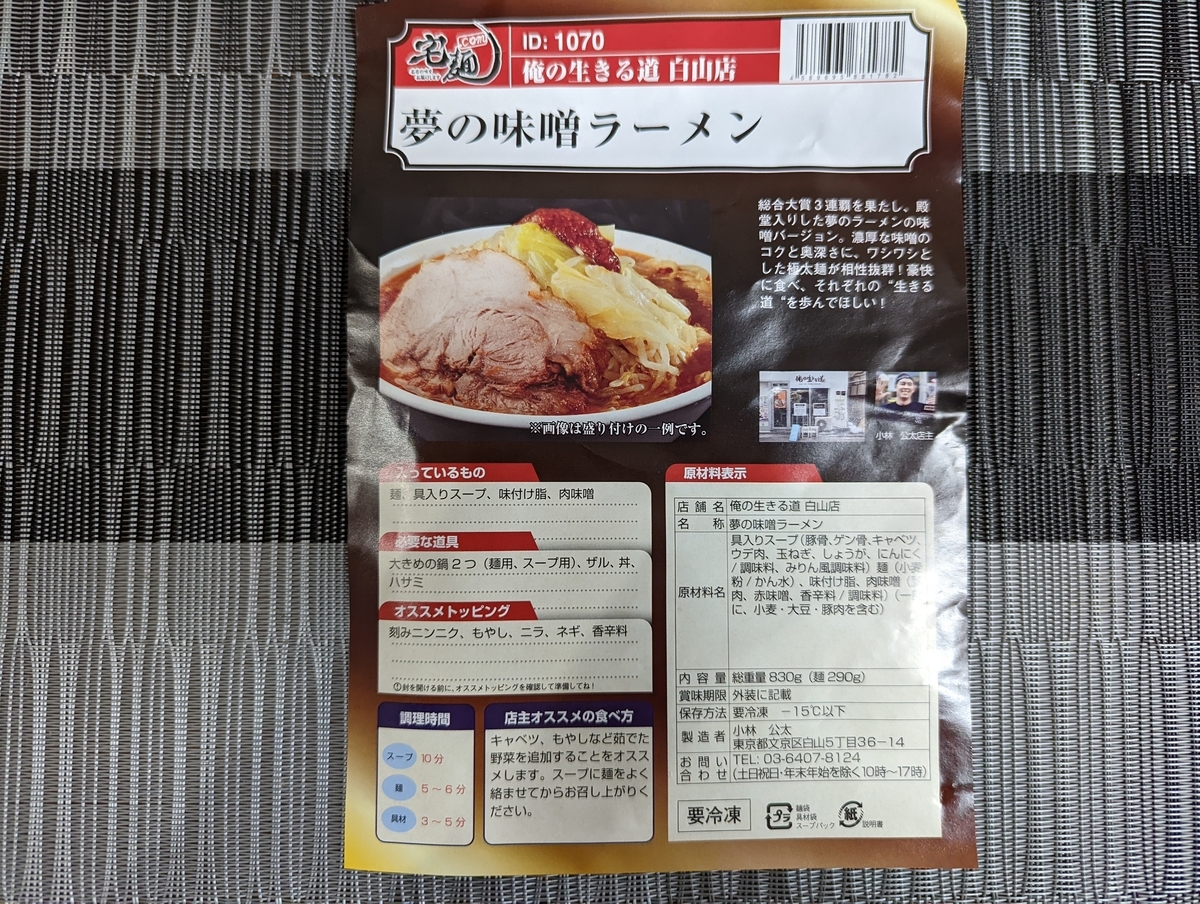 宅麺.com
ID: 1070
俺の生きる道 白山店
夢の味噌ラーメン
総合大賞3連覇を果たし、殿
堂入りした夢のラーメンの味
噌バージョン。濃厚な味噌の
コクと奥深さに、ワシワシと
した極太麺が相性抜群!豪快
に食べ、それぞれの“生きる
道“を歩んでほしい!
※画像は盛り付けの一例です。
小林 公太店主
入っているもの
麺、具入りスープ、味付け脂、肉味噌
必要な道具
大きめの鍋2つ(麺用、スープ用)、ザル、丼、
ハサミ
オススメトッピング
刻みニンニク、もやし、ニラ、ネギ、香辛料
①封を開ける前に、オススメトッピングを確認して準備してね!
調理時間
スープ 10分
麺 5〜6分
具材 3〜5分
店主オススメの食べ方
キャベツ、もやしなど茹でた
野菜を追加することをオスス
メします。スープに麺をよく
絡ませてからお召し上がりく
ださい。
原材料表示
店舗名 俺の生きる道 白山店
名称 夢の味噌ラーメン
原材料名 具入りスープ(豚骨、ゲン骨、キャベツ、
ウデ肉、玉ねぎ、しょうが、にんにく
/調味料、みりん風調味料)麺(小麦
粉/かん水)、味付け脂、肉味噌(
肉、赤味噌、香辛料/調味料)(一部
に、小麦・大豆・豚肉を含む)
内容量 総重量830g(麺290g)
賞味期限 外装に記載
保存方法 要冷凍 −15℃以下
製造者 小林 公太
東京都文京区白山5丁目36−14
お問い合わせ TEL: 03-6407-8124
(土日祝日・年末年始を除く10時〜17時)
要冷凍
プラ
麺袋
具材袋
スープパック
紙
説明書